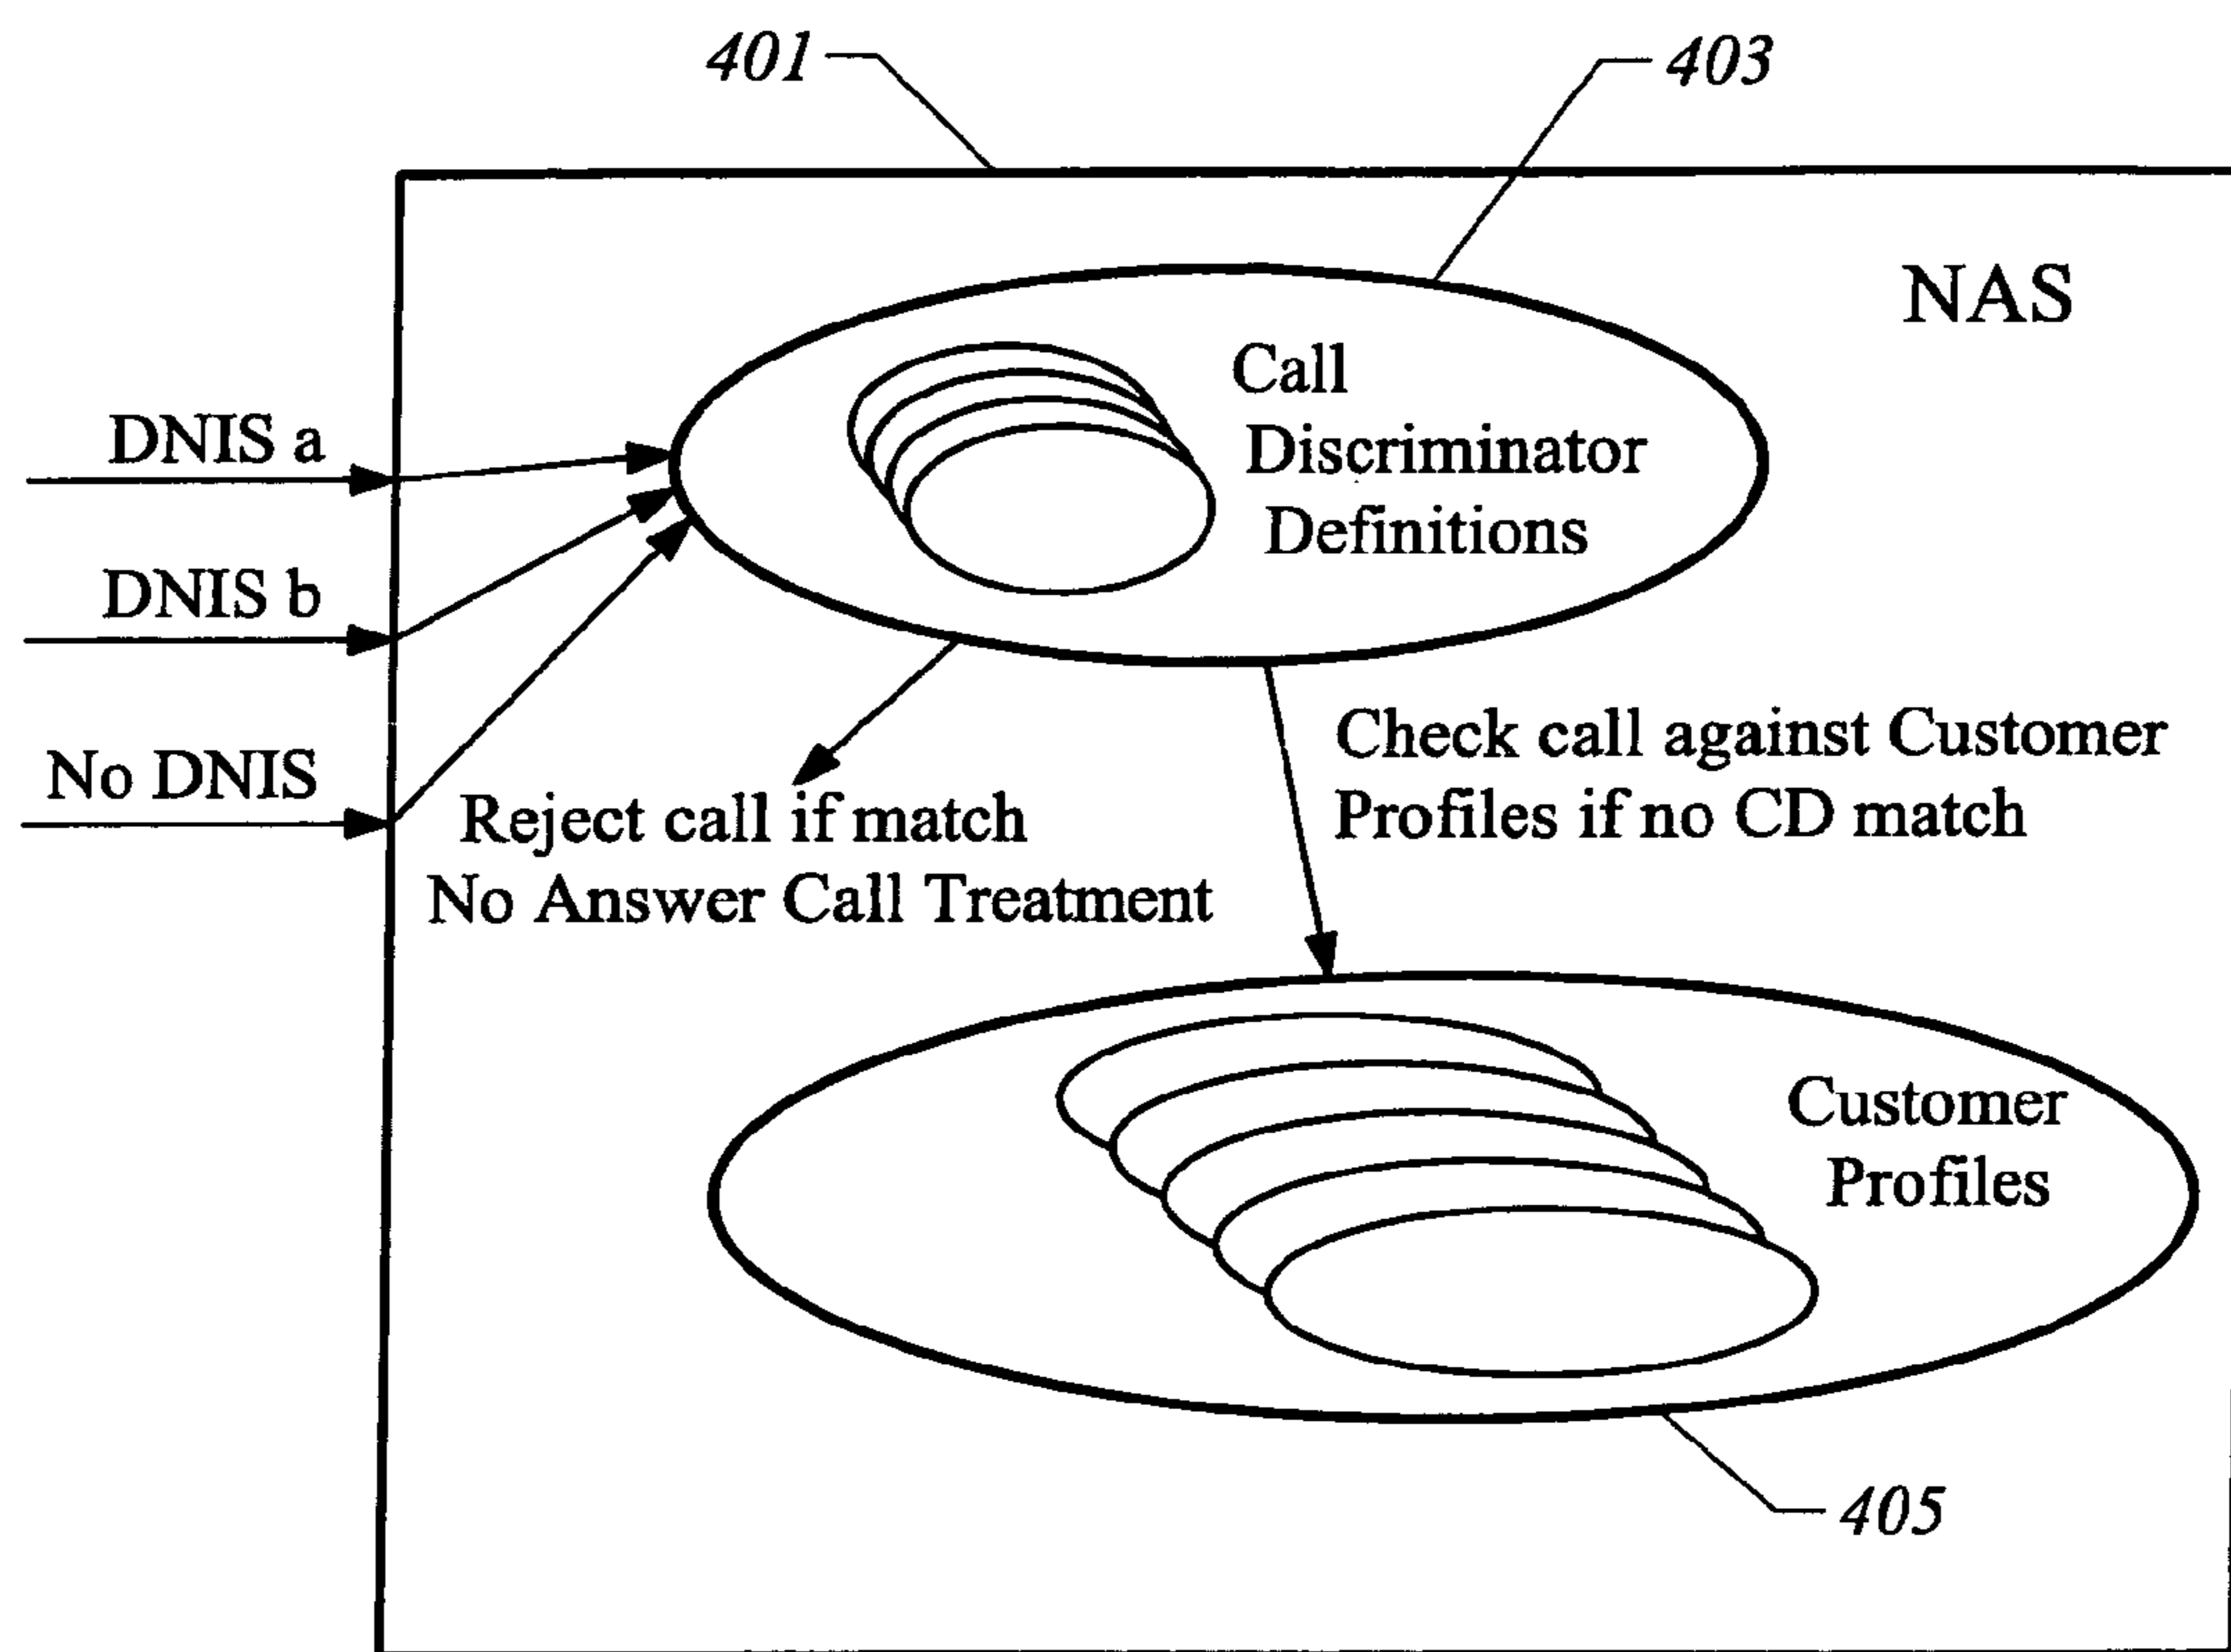 401
403
NAS
Call
Discriminator
Definitions
DNIS a
DNIS b
No DNIS
Reject call if match
No Answer Call Treatment
Check call against Customer
Profiles if no CD match
Customer
Profiles
405